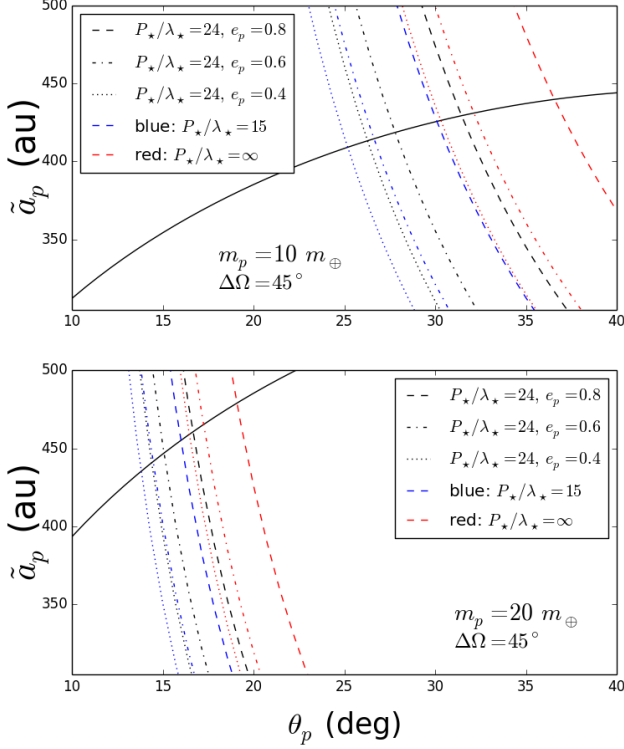 500
450
400
350
10
15
20
25
30
35
40
ã_p (au)
P⋆/λ⋆ = 24, e_p = 0.8
P⋆/λ⋆ = 24, e_p = 0.6
P⋆/λ⋆ = 24, e_p = 0.4
blue: P⋆/λ⋆ = 15
red: P⋆/λ⋆ = ∞
m_p = 10 m_⊕
ΔΩ = 45°
500
450
400
350
10
15
20
25
30
35
40
ã_p (au)
P⋆/λ⋆ = 24, e_p = 0.8
P⋆/λ⋆ = 24, e_p = 0.6
P⋆/λ⋆ = 24, e_p = 0.4
blue: P⋆/λ⋆ = 15
red: P⋆/λ⋆ = ∞
m_p = 20 m_⊕
ΔΩ = 45°
θ_p (deg)